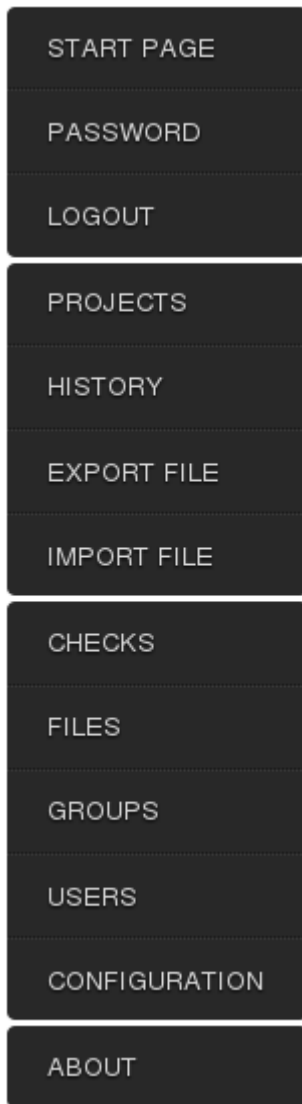 START PAGE
PASSWORD
LOGOUT
PROJECTS
HISTORY
EXPORT FILE
IMPORT FILE
CHECKS
FILES
GROUPS
USERS
CONFIGURATION
ABOUT